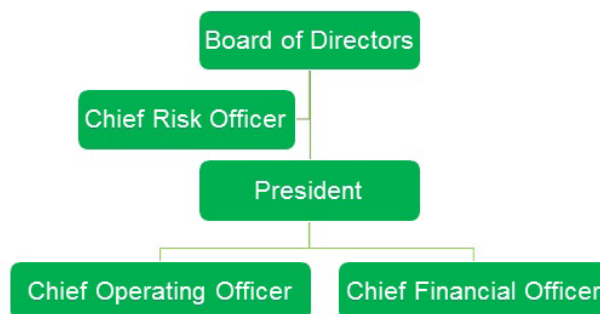 Board of Directors
Chief Risk Officer
President
Chief Operating Officer
Chief Financial Officer